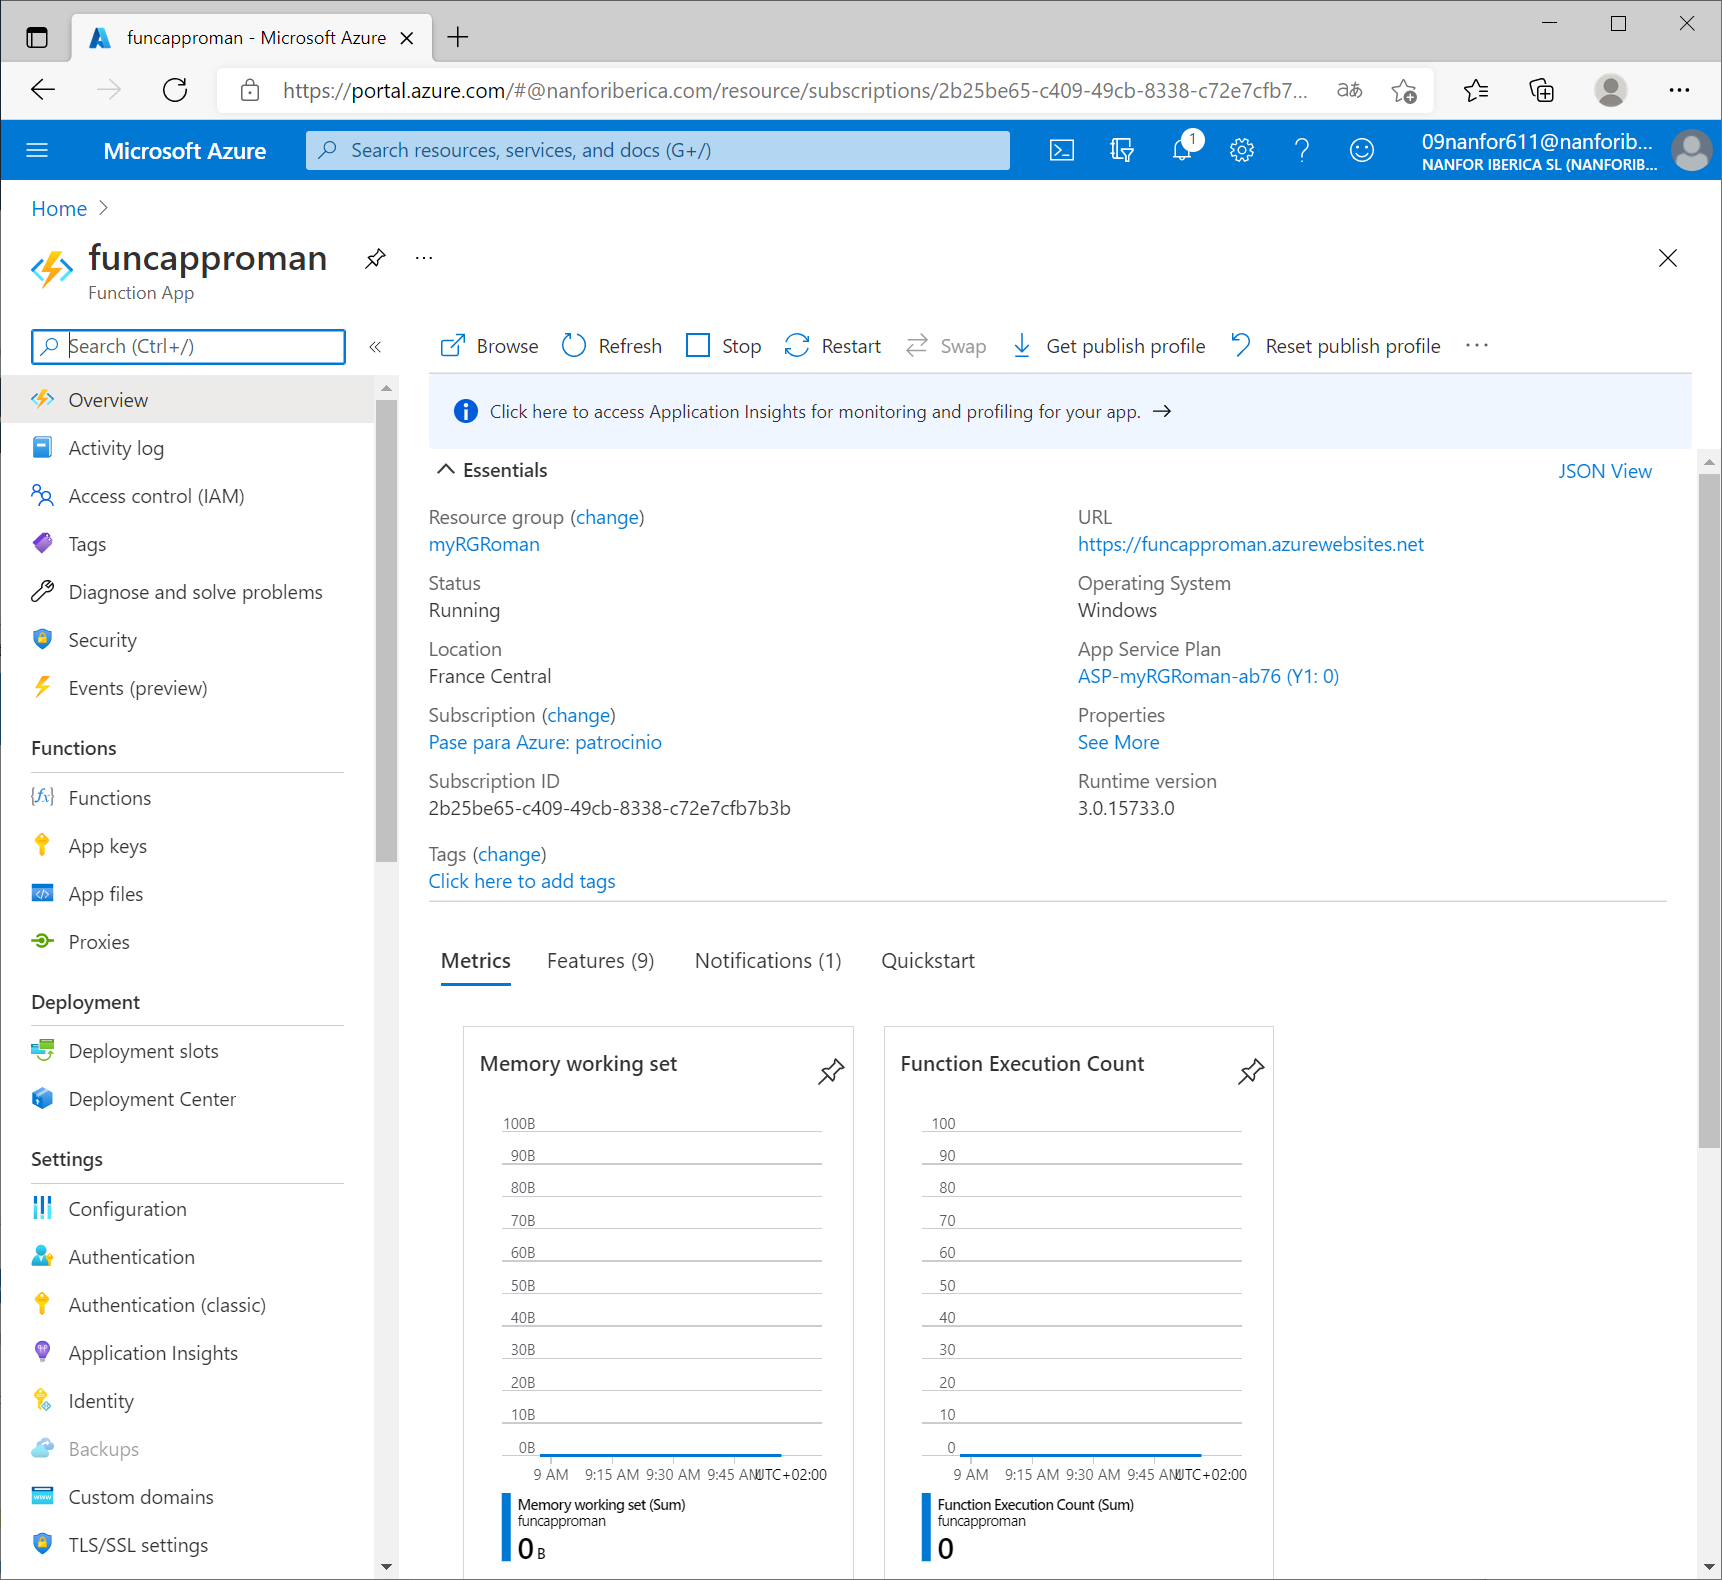 funcapproman - Microsoft Azure
https://portal.azure.com/#@nanforiberica.com/resource/subscriptions/2b25be65-c409-49cb-8338-c72e7cfb7...
aあ
Microsoft Azure
Search resources, services, and docs (G+/)
1
09nanfor611@nanforib...
NANFOR IBERICA SL (NANFORIB...
Home
funcapproman
Function App
Search (Ctrl+/)
Browse
Refresh
Stop
Restart
Swap
Get publish profile
Reset publish profile
Overview
Activity log
Access control (IAM)
Tags
Diagnose and solve problems
Security
Events (preview)
Functions
Functions
App keys
App files
Proxies
Deployment
Deployment slots
Deployment Center
Settings
Configuration
Authentication
Authentication (classic)
Application Insights
Identity
Backups
Custom domains
TLS/SSL settings
Click here to access Application Insights for monitoring and profiling for your app. →
Essentials
JSON View
Resource group (change)
myRGRoman
Status
Running
Location
France Central
Subscription (change)
Pase para Azure: patrocinio
Subscription ID
2b25be65-c409-49cb-8338-c72e7cfb7b3b
Tags (change)
Click here to add tags
URL
https://funcapproman.azurewebsites.net
Operating System
Windows
App Service Plan
ASP-myRGRoman-ab76 (Y1: 0)
Properties
See More
Runtime version
3.0.15733.0
Metrics
Features (9)
Notifications (1)
Quickstart
Memory working set
100B
90B
80B
70B
60B
50B
40B
30B
20B
10B
0B
9 AM 9:15 AM 9:30 AM 9:45 AM UTC+02:00
Memory working set (Sum)
funcapproman
0 B
Function Execution Count
100
90
80
70
60
50
40
30
20
10
0
9 AM 9:15 AM 9:30 AM 9:45 AM UTC+02:00
Function Execution Count (Sum)
funcapproman
0